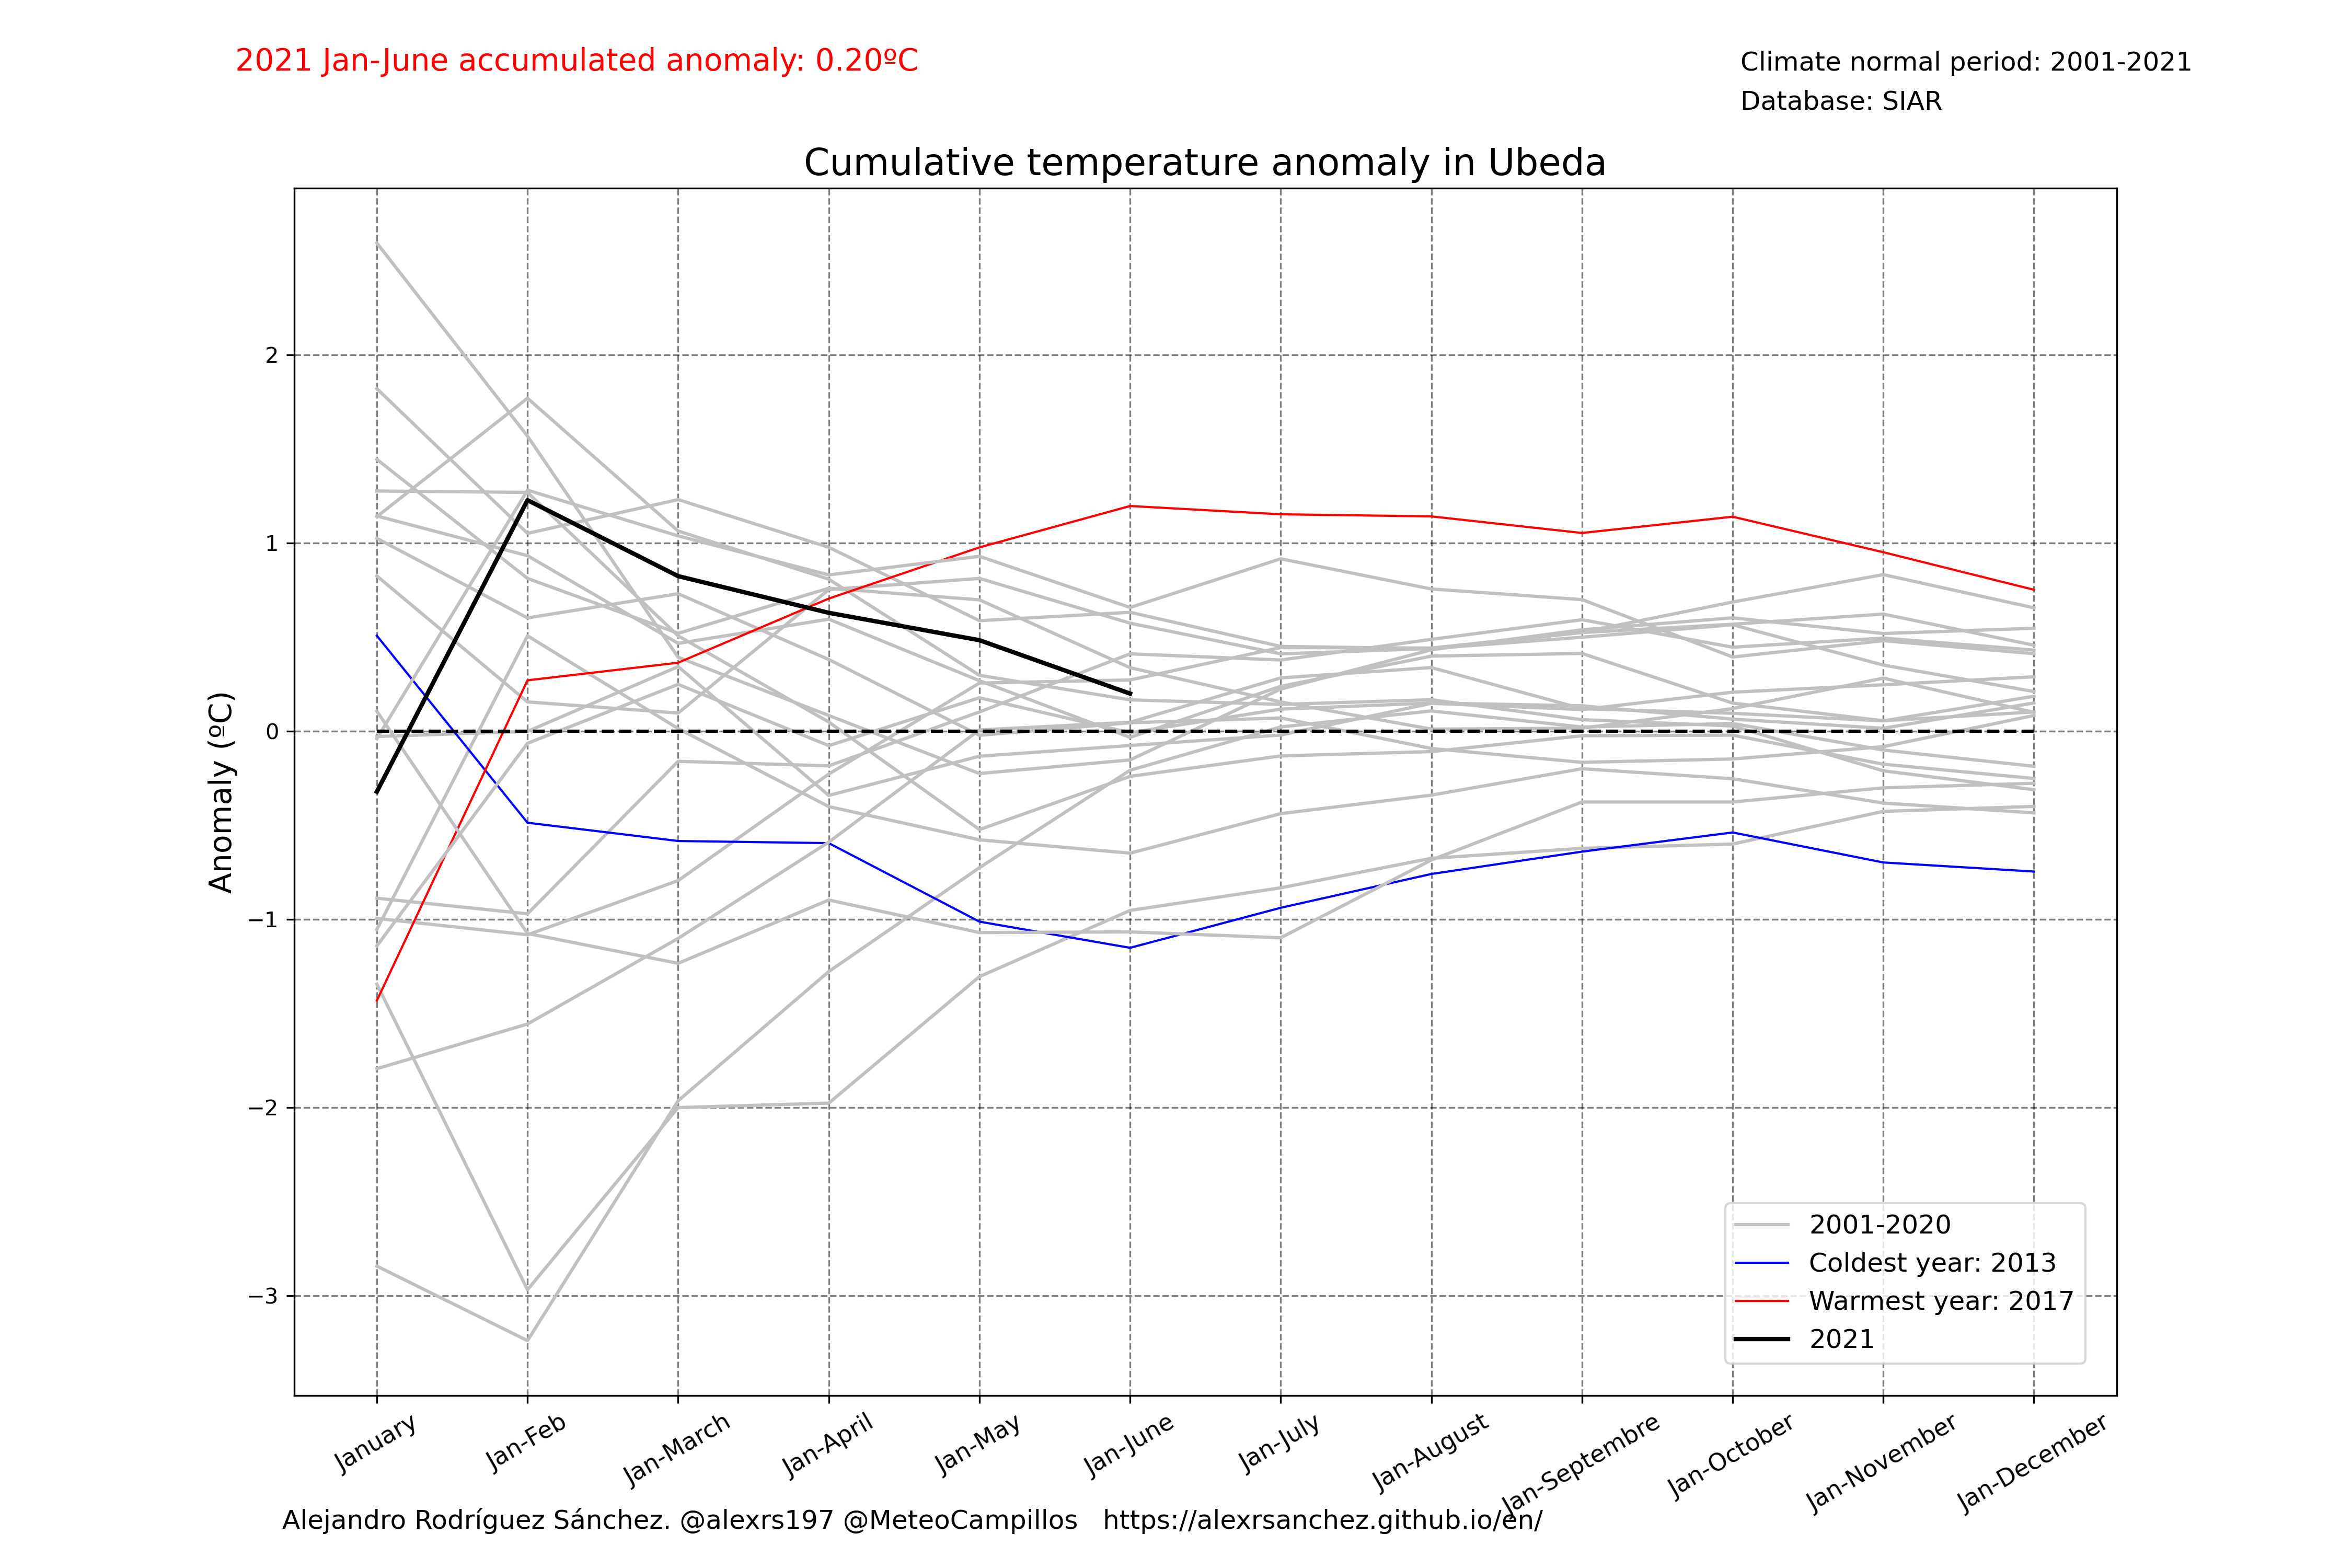 2021 Jan-June accumulated anomaly: 0.20ºC
Climate normal period: 2001-2021
Database: SIAR
Cumulative temperature anomaly in Ubeda
Anomaly (ºC)
2
1
0
−1
−2
−3
2001-2020
Coldest year: 2013
Warmest year: 2017
2021
January
Jan-Feb
Jan-March
Jan-April
Jan-May
Jan-June
Jan-July
Jan-August
Jan-Septembre
Jan-October
Jan-November
Jan-December
Alejandro Rodríguez Sánchez. @alexrs197 @MeteoCampillos https://alexrsanchez.github.io/en/